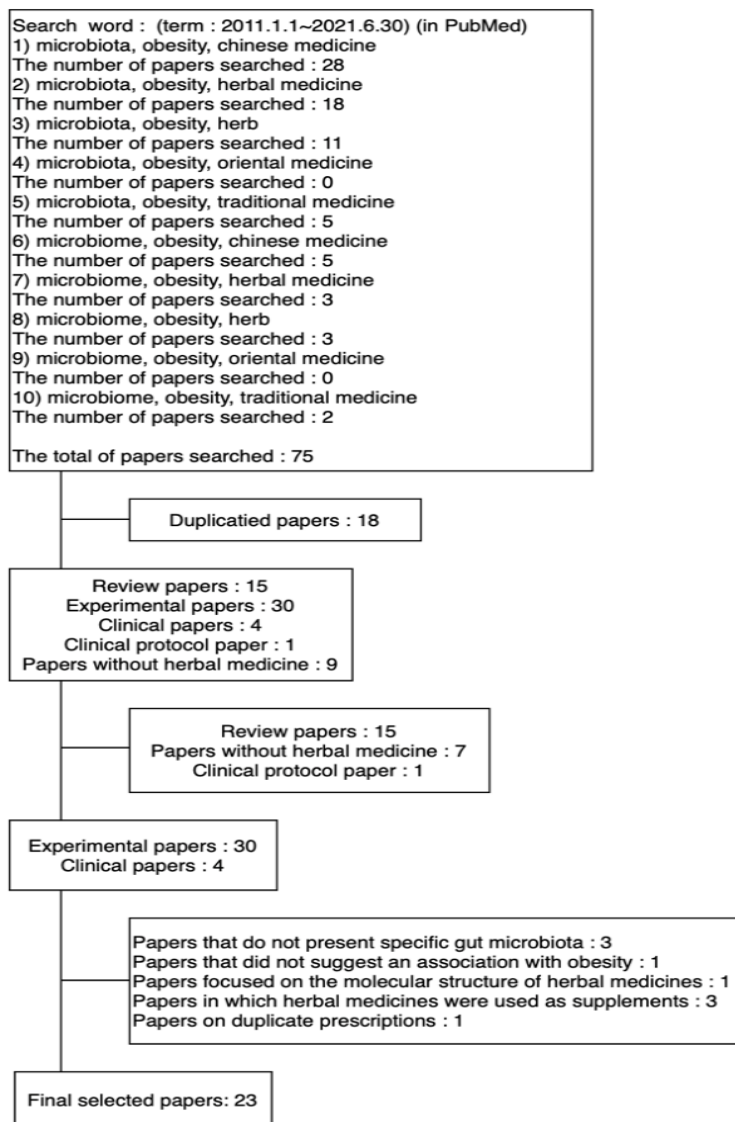 Search word : (term : 2011.1.1~2021.6.30) (in PubMed)
1) microbiota, obesity, chinese medicine
The number of papers searched : 28
2) microbiota, obesity, herbal medicine
The number of papers searched : 18
3) microbiota, obesity, herb
The number of papers searched : 11
4) microbiota, obesity, oriental medicine
The number of papers searched : 0
5) microbiota, obesity, traditional medicine
The number of papers searched : 5
6) microbiome, obesity, chinese medicine
The number of papers searched : 5
7) microbiome, obesity, herbal medicine
The number of papers searched : 3
8) microbiome, obesity, herb
The number of papers searched : 3
9) microbiome, obesity, oriental medicine
The number of papers searched : 0
10) microbiome, obesity, traditional medicine
The number of papers searched : 2
The total of papers searched : 75
Duplicatied papers : 18
Review papers : 15
Experimental papers : 30
Clinical papers : 4
Clinical protocol paper : 1
Papers without herbal medicine : 9
Review papers : 15
Papers without herbal medicine : 7
Clinical protocol paper : 1
Experimental papers : 30
Clinical papers : 4
Papers that do not present specific gut microbiota : 3
Papers that did not suggest an association with obesity : 1
Papers focused on the molecular structure of herbal medicines : 1
Papers in which herbal medicines were used as supplements : 3
Papers on duplicate prescriptions : 1
Final selected papers: 23